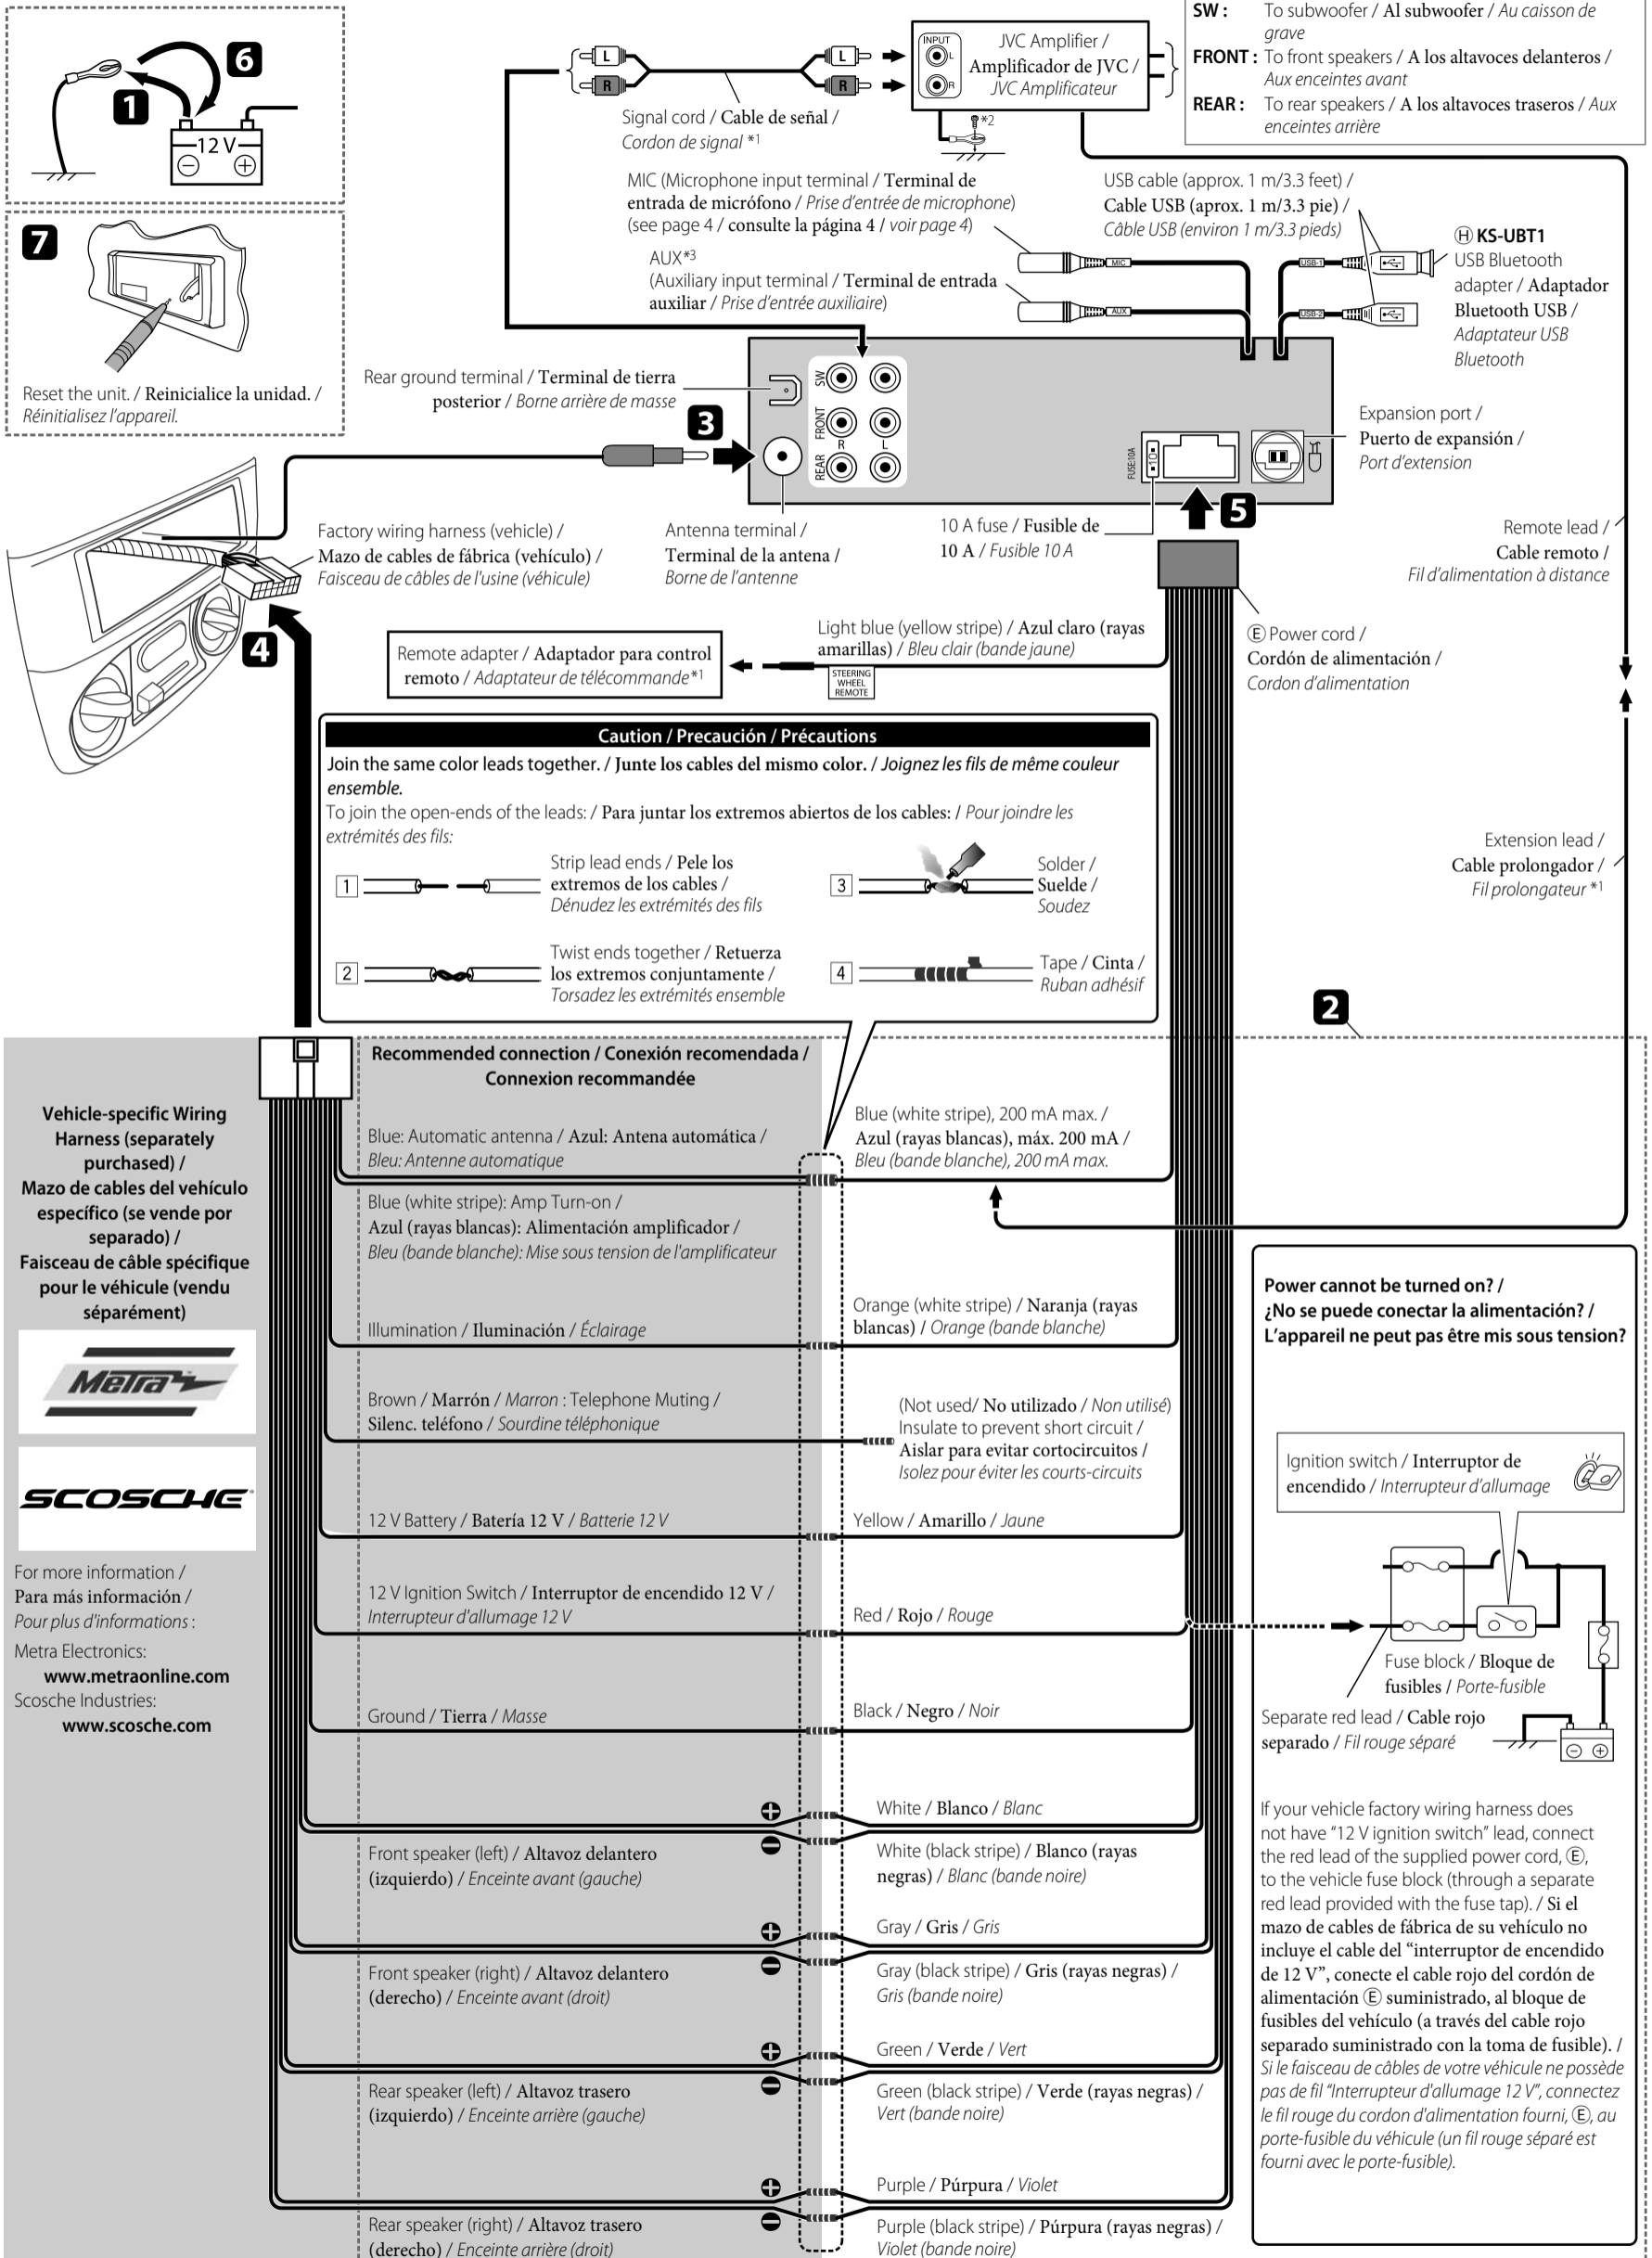 6
1
12 V
7
Reset the unit. / Reinicialice la unidad. /
Réinitialisez l'appareil.
L
R
L
R
Signal cord / Cable de señal /
Cordon de signal *1
INPUT
L
R
JVC Amplifier /
Amplificador de JVC /
JVC Amplificateur
*2
SW : To subwoofer / Al subwoofer / Au caisson de
grave
FRONT : To front speakers / A los altavoces delanteros /
Aux enceintes avant
REAR : To rear speakers / A los altavoces traseros / Aux
enceintes arrière
MIC (Microphone input terminal / Terminal de
entrada de micrófono / Prise d'entrée de microphone)
(see page 4 / consulte la página 4 / voir page 4)
AUX*3
(Auxiliary input terminal / Terminal de entrada
auxiliar / Prise d'entrée auxiliaire)
USB cable (approx. 1 m/3.3 feet) /
Cable USB (aprox. 1 m/3.3 pie) /
Câble USB (environ 1 m/3.3 pieds)
MIC
AUX
USB-1
USB-2
Ⓗ KS-UBT1
USB Bluetooth
adapter / Adaptador
Bluetooth USB /
Adaptateur USB
Bluetooth
Rear ground terminal / Terminal de tierra
posterior / Borne arrière de masse
3
SW
FRONT
R L
REAR
FUSE:10A
10
Expansion port /
Puerto de expansión /
Port d'extension
5
Factory wiring harness (vehicle) /
Mazo de cables de fábrica (vehículo) /
Faisceau de câbles de l'usine (véhicule)
Antenna terminal /
Terminal de la antena /
Borne de l'antenne
10 A fuse / Fusible de
10 A / Fusible 10 A
Remote lead /
Cable remoto /
Fil d'alimentation à distance
4
Remote adapter / Adaptador para control
remoto / Adaptateur de télécommande*1
Light blue (yellow stripe) / Azul claro (rayas
amarillas) / Bleu clair (bande jaune)
STEERING
WHEEL
REMOTE
Ⓔ Power cord /
Cordón de alimentación /
Cordon d'alimentation
Caution / Precaución / Précautions
Join the same color leads together. / Junte los cables del mismo color. / Joignez les fils de même couleur
ensemble.
To join the open-ends of the leads: / Para juntar los extremos abiertos de los cables: / Pour joindre les
extrémités des fils:
1
Strip lead ends / Pele los
extremos de los cables /
Dénudez les extrémités des fils
2
Twist ends together / Retuerza
los extremos conjuntamente /
Torsadez les extrémités ensemble
3
Solder /
Suelde /
Soudez
4
Tape / Cinta /
Ruban adhésif
Extension lead /
Cable prolongador /
Fil prolongateur *1
2
Vehicle-specific Wiring
Harness (separately
purchased) /
Mazo de cables del vehículo
específico (se vende por
separado) /
Faisceau de câble spécifique
pour le véhicule (vendu
séparément)
Metra
SCOSCHE
For more information /
Para más información /
Pour plus d'informations :
Metra Electronics:
www.metraonline.com
Scosche Industries:
www.scosche.com
Recommended connection / Conexión recomendada /
Connexion recommandée
Blue: Automatic antenna / Azul: Antena automática /
Bleu: Antenne automatique
Blue (white stripe), 200 mA max. /
Azul (rayas blancas), máx. 200 mA /
Bleu (bande blanche), 200 mA max.
Blue (white stripe): Amp Turn-on /
Azul (rayas blancas): Alimentación amplificador /
Bleu (bande blanche): Mise sous tension de l'amplificateur
Illumination / Iluminación / Éclairage
Orange (white stripe) / Naranja (rayas
blancas) / Orange (bande blanche)
Brown / Marrón / Marron : Telephone Muting /
Silenc. teléfono / Sourdine téléphonique
(Not used/ No utilizado / Non utilisé)
Insulate to prevent short circuit /
Aislar para evitar cortocircuitos /
Isolez pour éviter les courts-circuits
12 V Battery / Batería 12 V / Batterie 12 V
Yellow / Amarillo / Jaune
12 V Ignition Switch / Interruptor de encendido 12 V /
Interrupteur d'allumage 12 V
Red / Rojo / Rouge
Ground / Tierra / Masse
Black / Negro / Noir
White / Blanco / Blanc
Front speaker (left) / Altavoz delantero
(izquierdo) / Enceinte avant (gauche)
White (black stripe) / Blanco (rayas
negras) / Blanc (bande noire)
Gray / Gris / Gris
Front speaker (right) / Altavoz delantero
(derecho) / Enceinte avant (droit)
Gray (black stripe) / Gris (rayas negras) /
Gris (bande noire)
Green / Verde / Vert
Rear speaker (left) / Altavoz trasero
(izquierdo) / Enceinte arrière (gauche)
Green (black stripe) / Verde (rayas negras) /
Vert (bande noire)
Purple / Púrpura / Violet
Rear speaker (right) / Altavoz trasero
(derecho) / Enceinte arrière (droit)
Purple (black stripe) / Púrpura (rayas negras) /
Violet (bande noire)
Power cannot be turned on? /
¿No se puede conectar la alimentación? /
L'appareil ne peut pas être mis sous tension?
Ignition switch / Interruptor de
encendido / Interrupteur d'allumage
Fuse block / Bloque de
fusibles / Porte-fusible
Separate red lead / Cable rojo
separado / Fil rouge séparé
If your vehicle factory wiring harness does
not have “12 V ignition switch” lead, connect
the red lead of the supplied power cord, Ⓔ,
to the vehicle fuse block (through a separate
red lead provided with the fuse tap). / Si el
mazo de cables de fábrica de su vehículo no
incluye el cable del “interruptor de encendido
de 12 V”, conecte el cable rojo del cordón de
alimentación Ⓔ suministrado, al bloque de
fusibles del vehículo (a través del cable rojo
separado suministrado con la toma de fusible). /
Si le faisceau de câbles de votre véhicule ne possède
pas de fil “Interrupteur d'allumage 12 V”, connectez
le fil rouge du cordon d'alimentation fourni, Ⓔ, au
porte-fusible du véhicule (un fil rouge séparé est
fourni avec le porte-fusible).